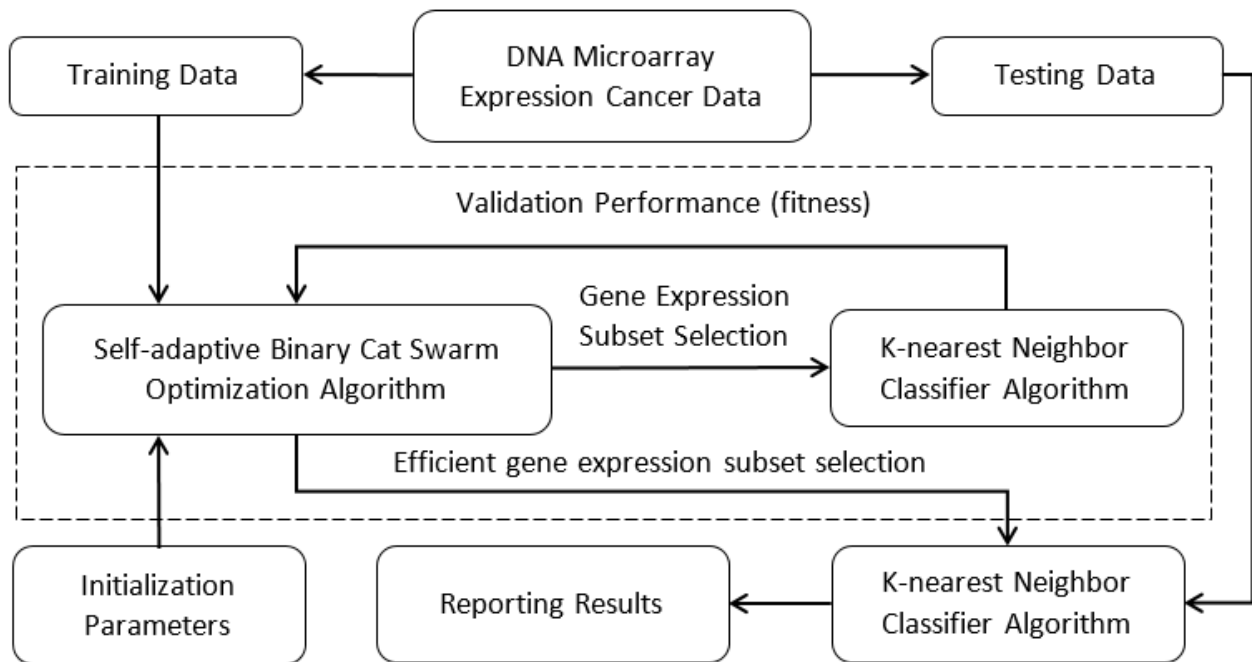 Training Data
DNA Microarray
Expression Cancer Data
Testing Data
Validation Performance (fitness)
Gene Expression
Subset Selection
Self-adaptive Binary Cat Swarm
Optimization Algorithm
K-nearest Neighbor
Classifier Algorithm
Efficient gene expression subset selection
Initialization
Parameters
Reporting Results
K-nearest Neighbor
Classifier Algorithm